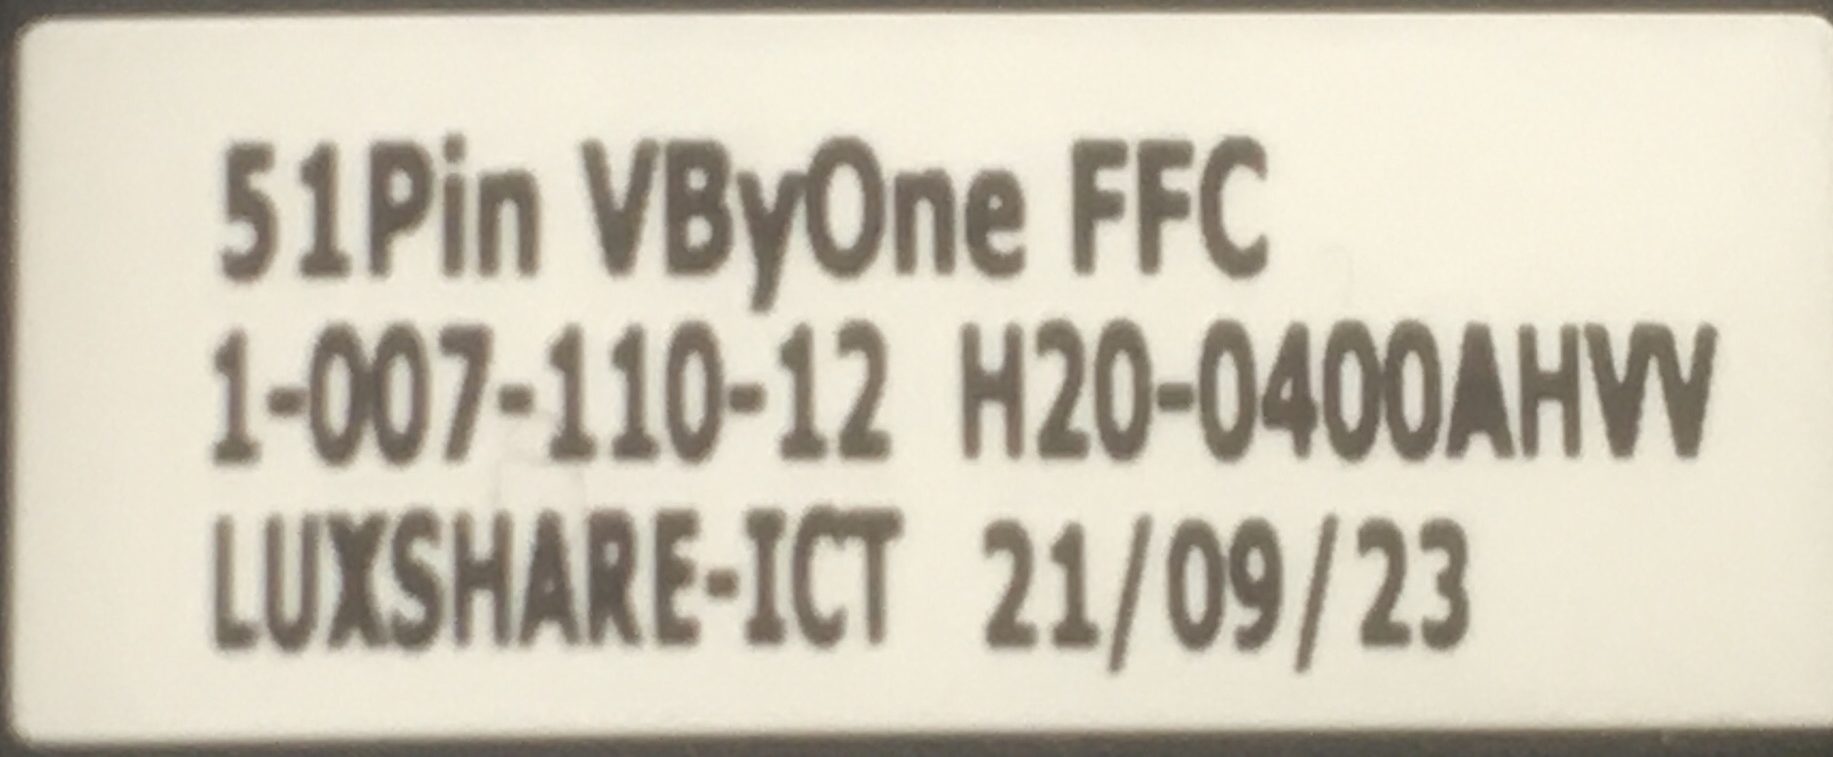 51Pin VByOne FFC
1-007-110-12 H20-0400AHVV
LUXSHARE-ICT 21/09/23